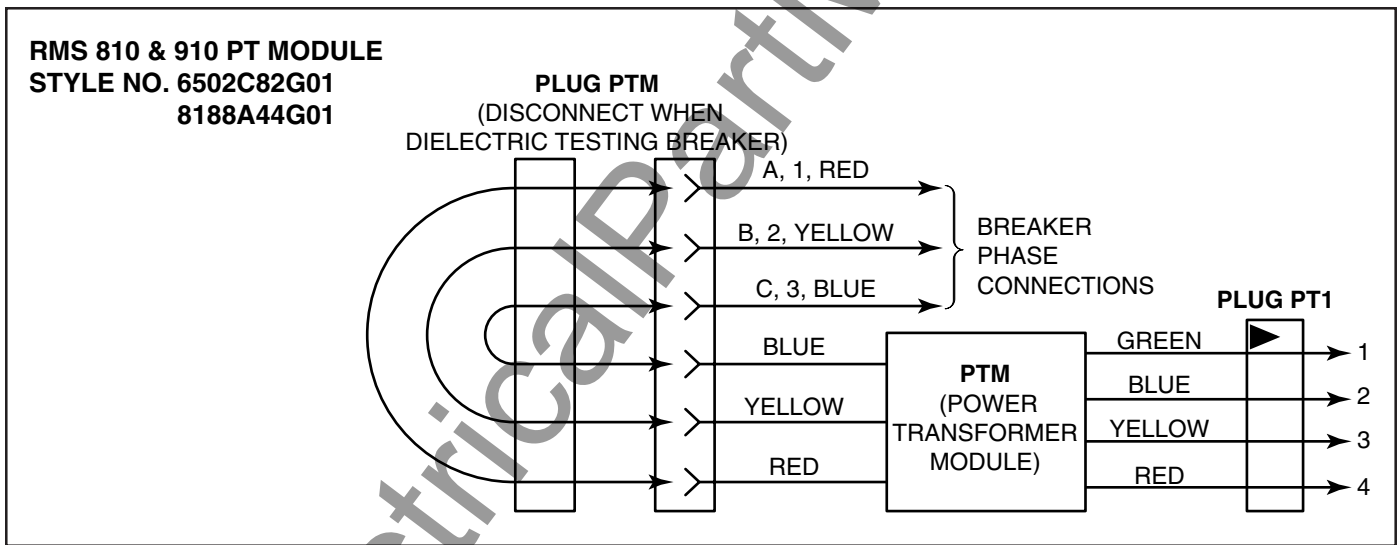 RMS 810 & 910 PT MODULE
STYLE NO. 6502C82G01
8188A44G01
PLUG PTM
(DISCONNECT WHEN
DIELECTRIC TESTING BREAKER)
A, 1, RED
B, 2, YELLOW
C, 3, BLUE
BREAKER
PHASE
CONNECTIONS
BLUE
YELLOW
RED
PTM
(POWER
TRANSFORMER
MODULE)
PLUG PT1
GREEN
1
BLUE
2
YELLOW
3
RED
4